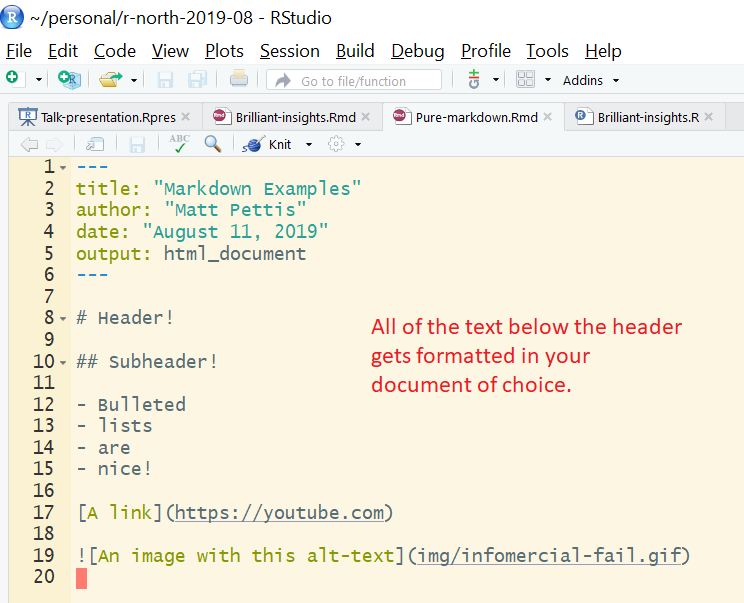 ~/personal/r-north-2019-08 - RStudio
File Edit Code View Plots Session Build Debug Profile Tools Help
Go to file/function Addins
Talk-presentation.Rpres Brilliant-insights.Rmd Pure-markdown.Rmd Brilliant-insights.R
ABC Knit
1 ---
2 title: "Markdown Examples"
3 author: "Matt Pettis"
4 date: "August 11, 2019"
5 output: html_document
6 ---
7
8 # Header!
9
10 ## Subheader!
11
12 - Bulleted
13 - lists
14 - are
15 - nice!
16
17 [A link](https://youtube.com)
18
19 ![An image with this alt-text](img/infomercial-fail.gif)
20
All of the text below the header
gets formatted in your
document of choice.